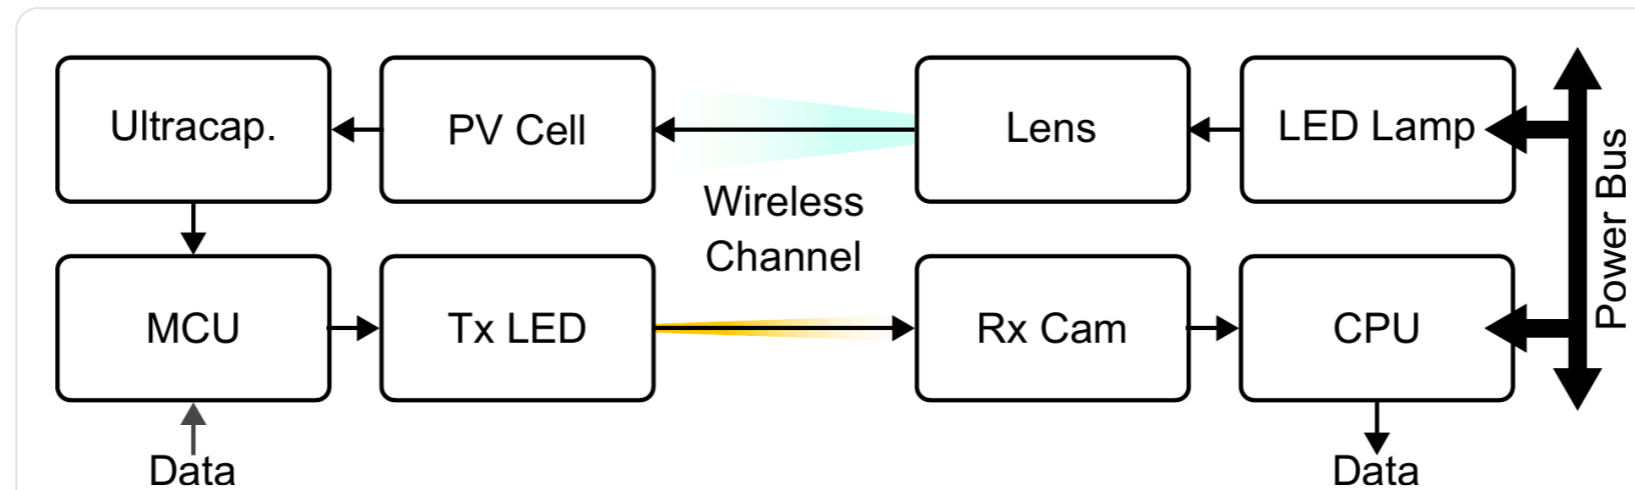 Ultracap.
PV Cell
Lens
LED Lamp
Wireless
Channel
Power Bus
MCU
Tx LED
Rx Cam
CPU
Data
Data